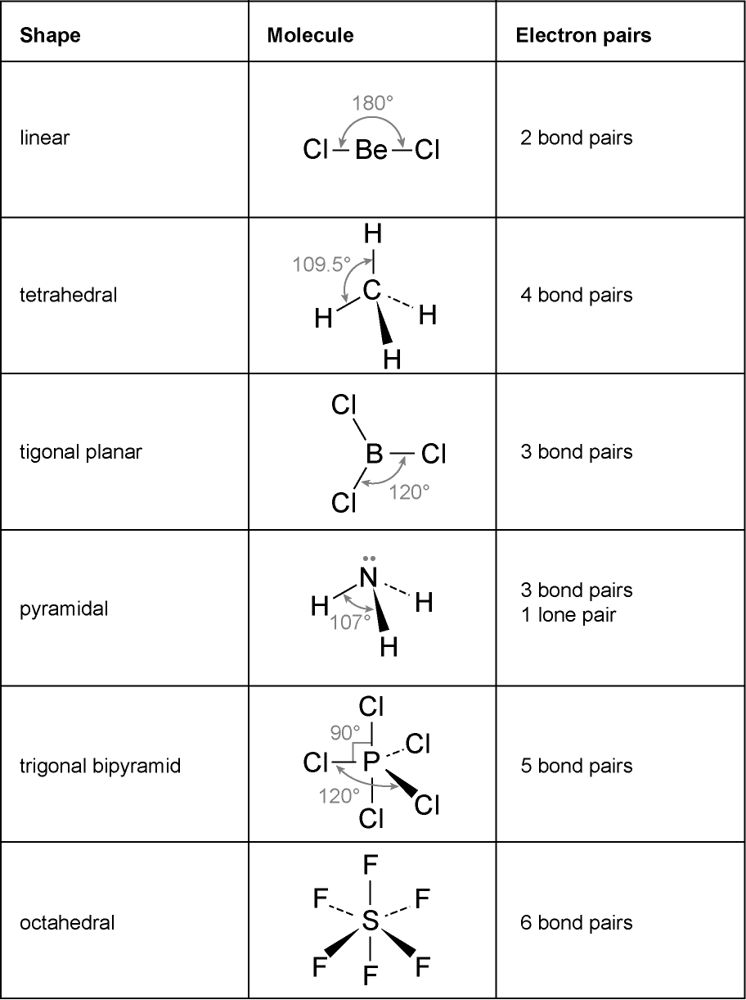 Shape Molecule Electron pairs
180°
linear
Cl Be Cl
2 bond pairs
H
109.5°
tetrahedral
C
4 bond pairs
H H
H
Cl
tigonal planar
B Cl
3 bond pairs
120°
Cl
N
3 bond pairs
H H
pyramidal
1 lone pair
107°
H
Cl
90°
Cl
trigonal bipyramid
Cl P
5 bond pairs
120°
Cl
Cl
F
F F
octahedral
S
6 bond pairs
F F
F